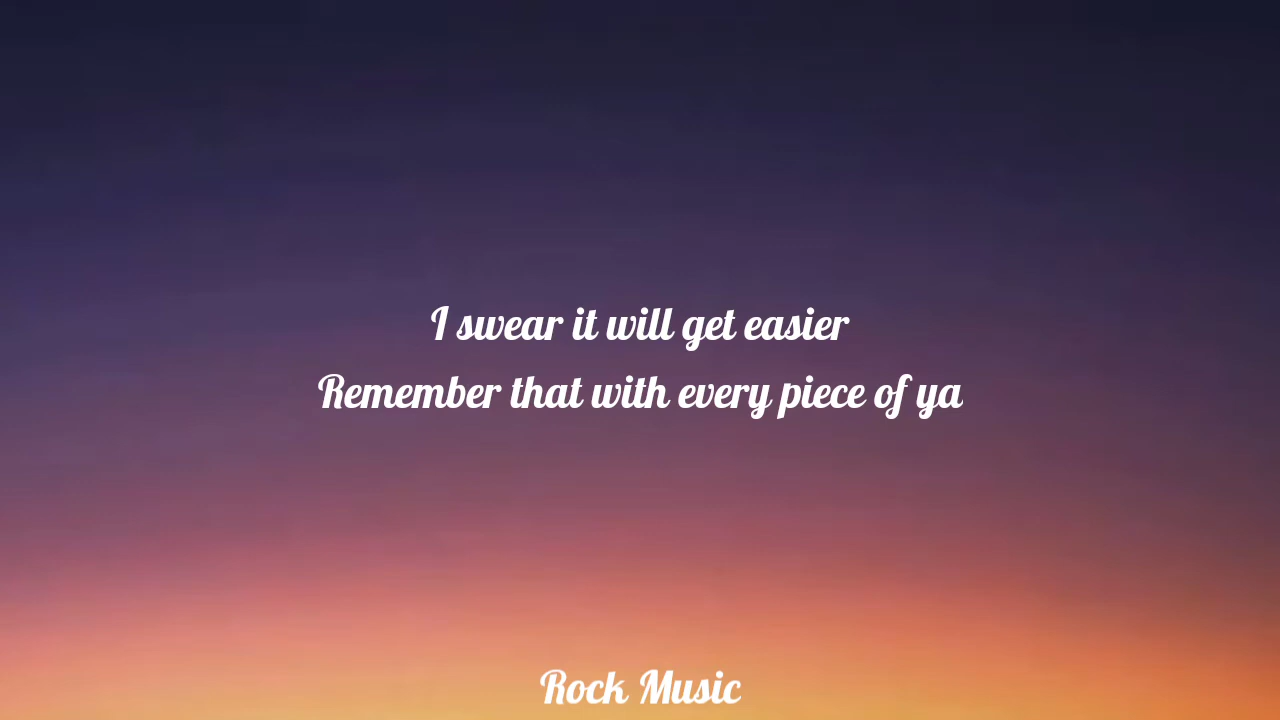 I swear it will get easier
Remember that with every piece of ya
Rock Music